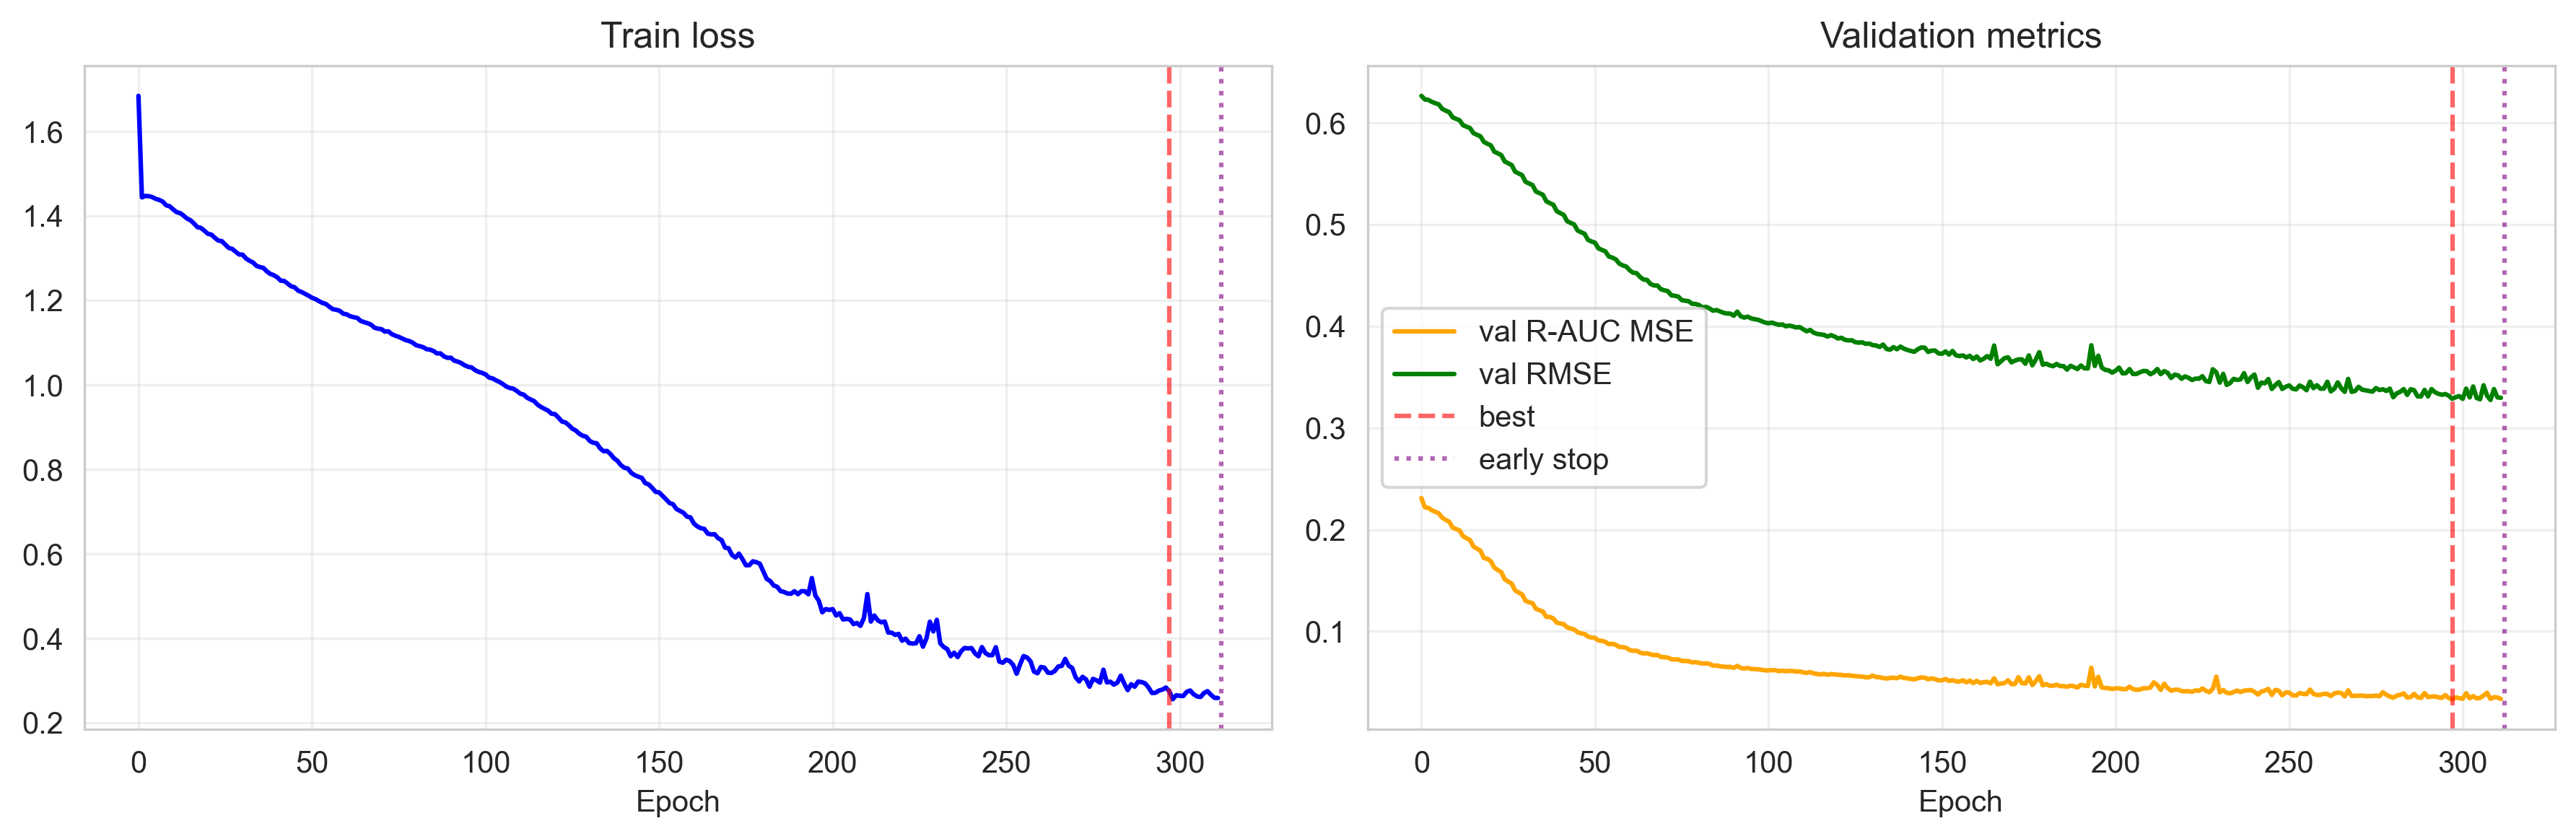 Train loss
1.6
1.4
1.2
1.0
0.8
0.6
0.4
0.2
0 50 100 150 200 250 300
Epoch
Validation metrics
0.6
0.5
0.4
0.3
0.2
0.1
val R-AUC MSE
val RMSE
best
early stop
0 50 100 150 200 250 300
Epoch